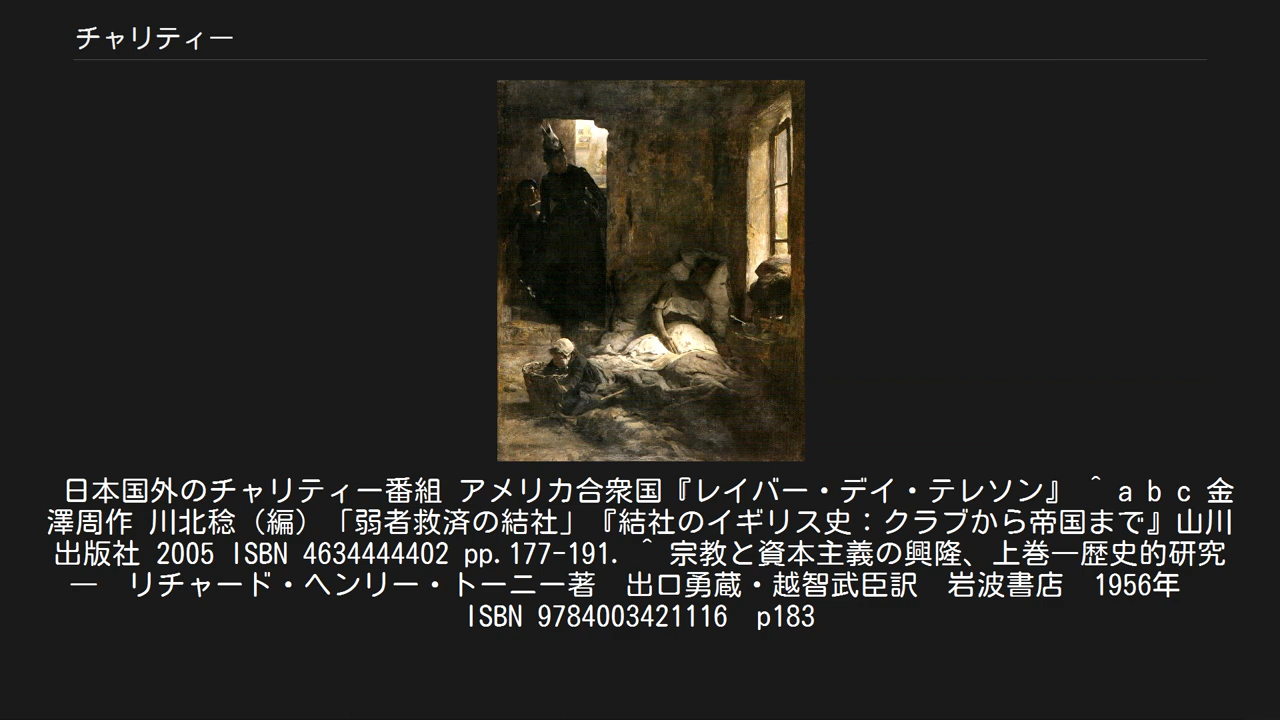 チャリティー
日本国外のチャリティー番組 アメリカ合衆国『レイバー・デイ・テレソン』 ^ a b c 金
澤周作 川北稔（編）「弱者救済の結社」『結社のイギリス史：クラブから帝国まで』山川
出版社 2005 ISBN 4634444402 pp.177-191. ^ 宗教と資本主義の興隆、上巻―歴史的研究
―　リチャード・ヘンリー・トーニー著　出口勇蔵・越智武臣訳　岩波書店　1956年
ISBN 9784003421116　p183